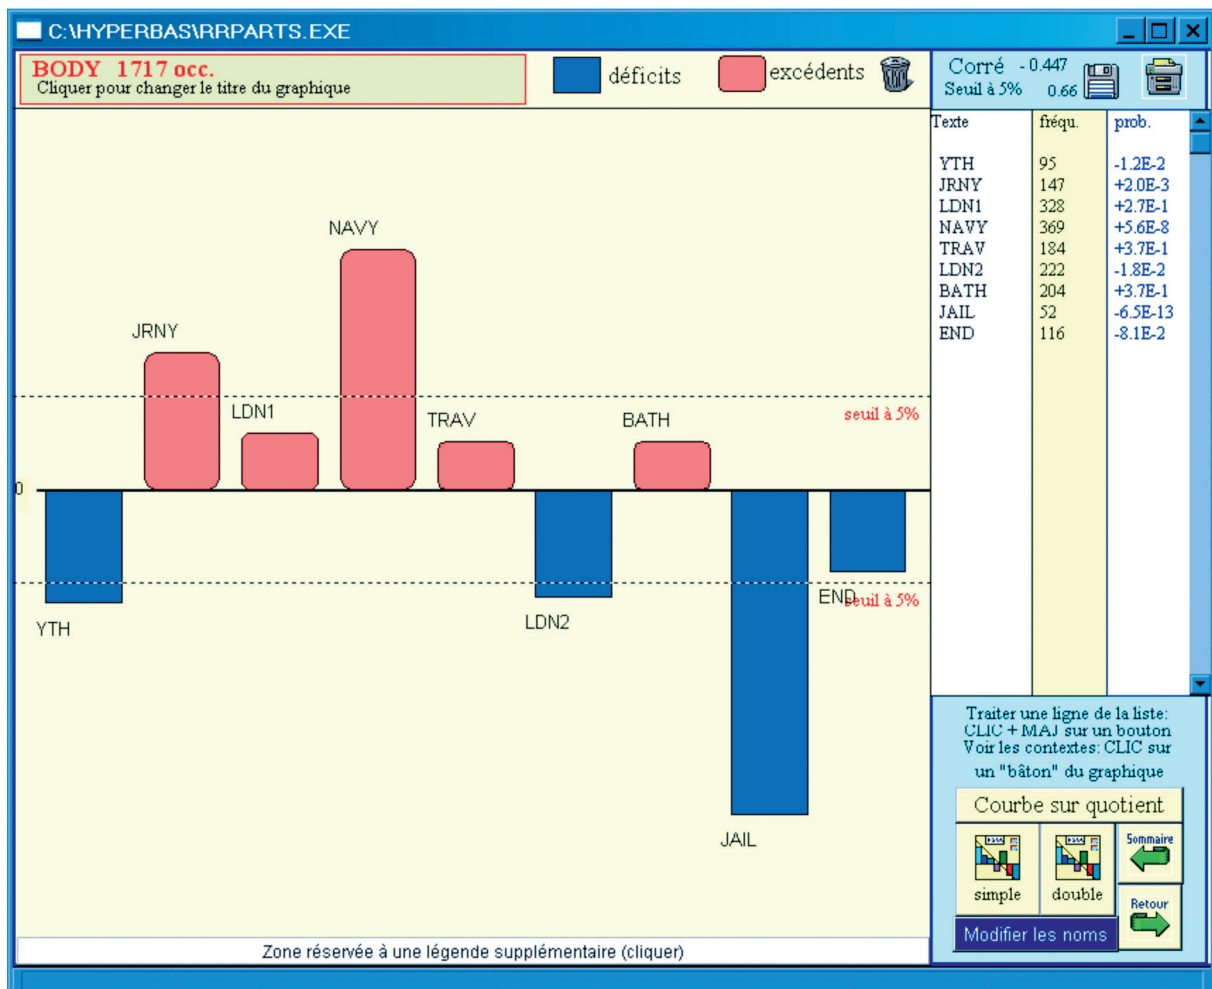 C:\HYPERBAS\RRPARTS.EXE
BODY 1717 occ.
Cliquer pour changer le titre du graphique
déficits
excédents
Corré - 0.447
Seuil à 5% 0.66
Texte fréqu. prob.
YTH 95 -1.2E-2
JRNY 147 +2.0E-3
LDN1 328 +2.7E-1
NAVY 369 +5.6E-8
TRAV 184 +3.7E-1
LDN2 222 -1.8E-2
BATH 204 +3.7E-1
JAIL 52 -6.5E-13
END 116 -8.1E-2
NAVY
JRNY
LDN1
TRAV
BATH
seuil à 5%
0
END
seuil à 5%
YTH
LDN2
JAIL
Traiter une ligne de la liste:
CLIC + MAJ sur un bouton
Voir les contextes: CLIC sur
un "bâton" du graphique
Courbe sur quotient
simple
double
Sommaire
Retour
Modifier les noms
Zone réservée à une légende supplémentaire (cliquer)